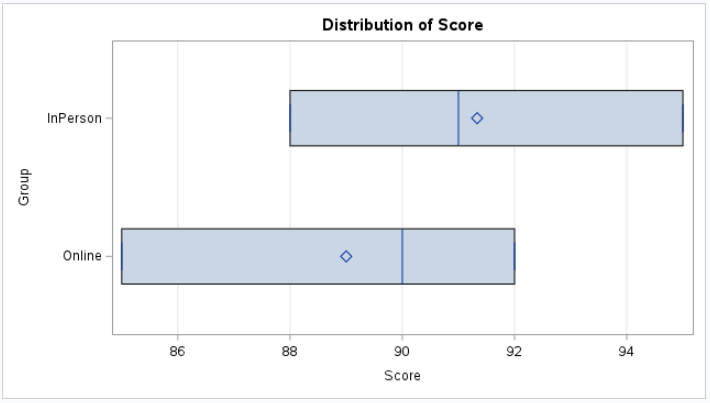 Distribution of Score
InPerson
Group
Online
86 88 90 92 94
Score